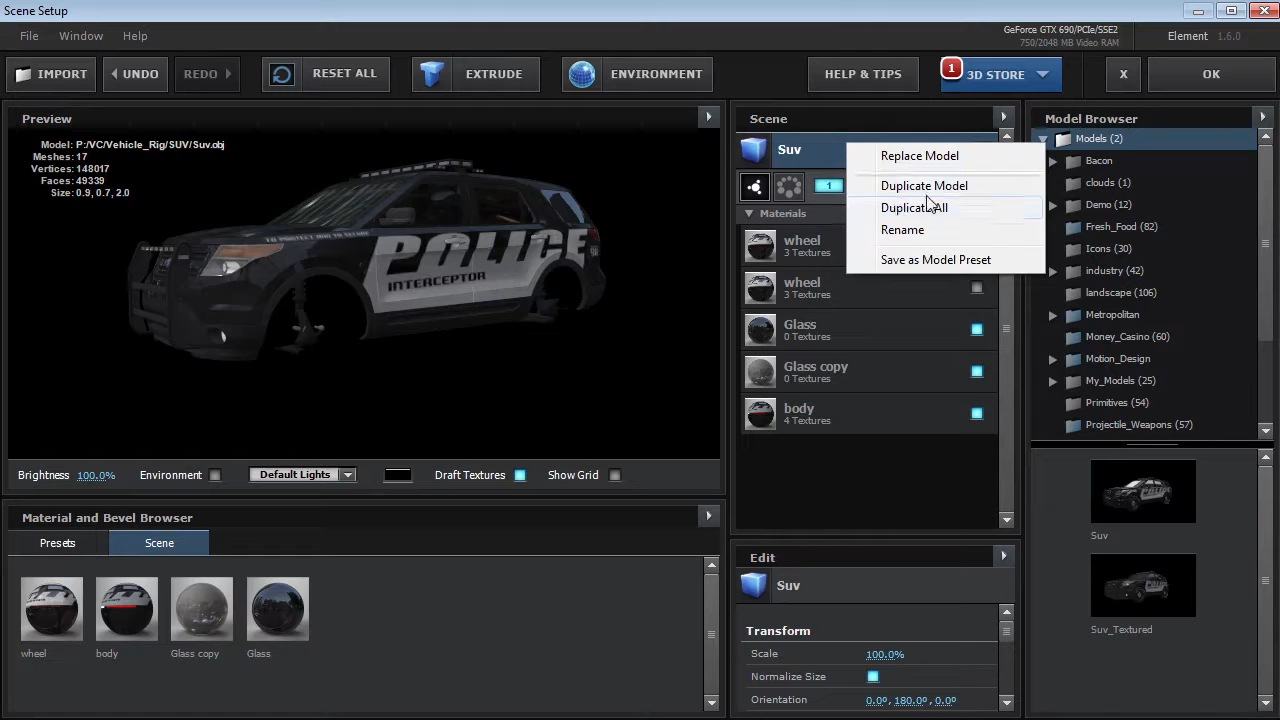 Scene Setup
File Window Help
GeForce GTX 690/PCIe/SSE2
750/2048 MB Video RAM
Element 1.6.0
IMPORT UNDO REDO RESET ALL EXTRUDE ENVIRONMENT HELP & TIPS 1 3D STORE X OK
Preview
Model: P:/VC/Vehicle_Rig/SUV/Suv.obj
Meshes: 17
Vertices: 148017
Faces: 49339
Size: 0.9, 0.7, 2.0
TO PROTECT AND TO SERVE 24/365
POLICE
INTERCEPTOR
Brightness 100.0% Environment Default Lights Draft Textures Show Grid
Material and Bevel Browser
Presets Scene
wheel body Glass copy Glass
Scene
Suv
1
Materials
wheel
3 Textures
wheel
3 Textures
Glass
0 Textures
Glass copy
0 Textures
body
4 Textures
Replace Model
Duplicate Model
Duplicate All
Rename
Save as Model Preset
Edit
Suv
Transform
Scale 100.0%
Normalize Size
Orientation 0.0º, 180.0º, 0.0º
Model Browser
Models (2)
Bacon
clouds (1)
Demo (12)
Fresh_Food (82)
Icons (30)
industry (42)
landscape (106)
Metropolitan
Money_Casino (60)
Motion_Design
My_Models (25)
Primitives (54)
Projectile_Weapons (57)
Suv
Suv_Textured